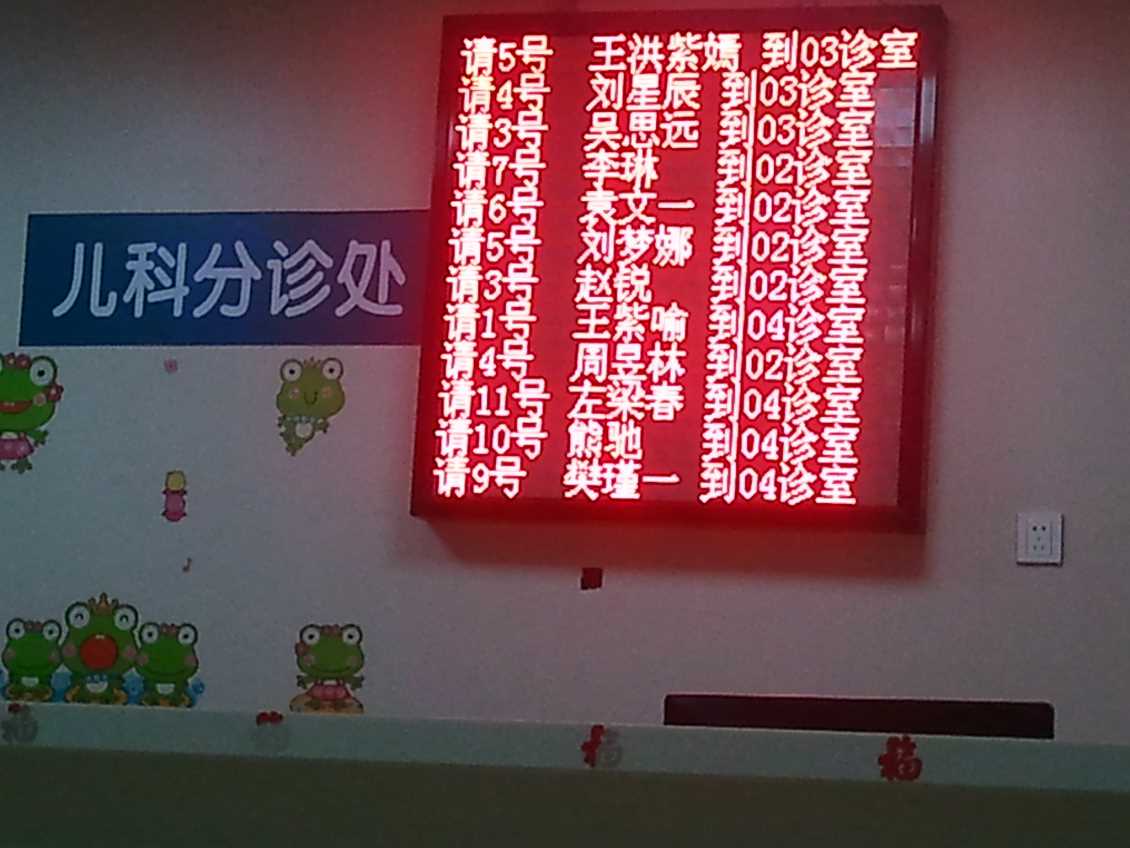 请5号 王洪紫嫣 到03诊室
请4号 刘星辰 到03诊室
请3号 吴思远 到03诊室
请7号 李琳 到02诊室
请6号 袁文一 到02诊室
请5号 刘梦娜 到02诊室
请3号 赵锐 到02诊室
请1号 王紫喻 到04诊室
请4号 周昱林 到02诊室
请11号 左梁春 到04诊室
请10号 熊驰 到04诊室
请9号 樊瑾一 到04诊室
儿科分诊处
福
福
福